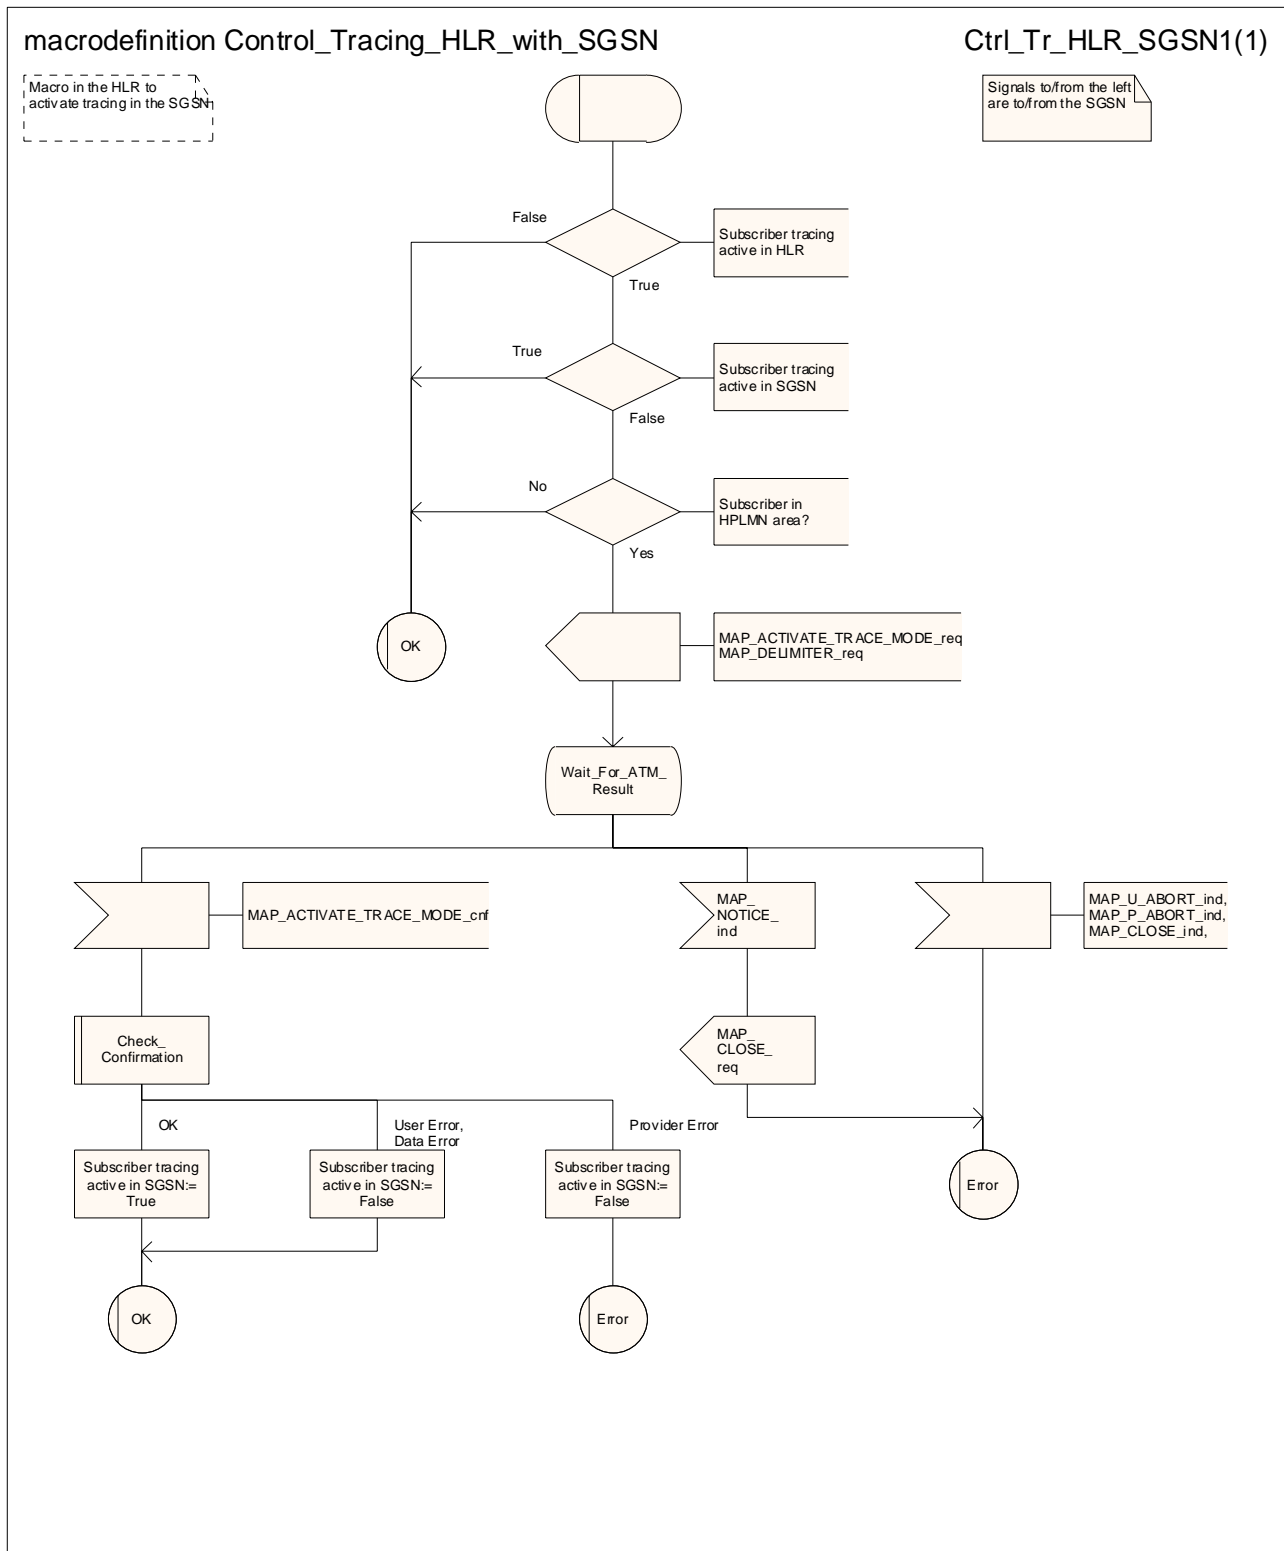 macrodefinition Control_Tracing_HLR_with_SGSN
Ctrl_Tr_HLR_SGSN1(1)
Macro in the HLR to
activate tracing in the SGSN
Signals to/from the left
are to/from the SGSN
False
Subscriber tracing
active in HLR
True
True
Subscriber tracing
active in SGSN
False
No
Subscriber in
HPLMN area?
Yes
OK
MAP_ACTIVATE_TRACE_MODE_req
MAP_DELIMITER_req
Wait_For_ATM_
Result
MAP_ACTIVATE_TRACE_MODE_cnf
MAP_
NOTICE_
ind
MAP_U_ABORT_ind,
MAP_P_ABORT_ind,
MAP_CLOSE_ind,
Check_
Confirmation
MAP_
CLOSE_
req
OK
User Error,
Data Error
Provider Error
Subscriber tracing
active in SGSN:=
True
Subscriber tracing
active in SGSN:=
False
Subscriber tracing
active in SGSN:=
False
Error
OK
Error